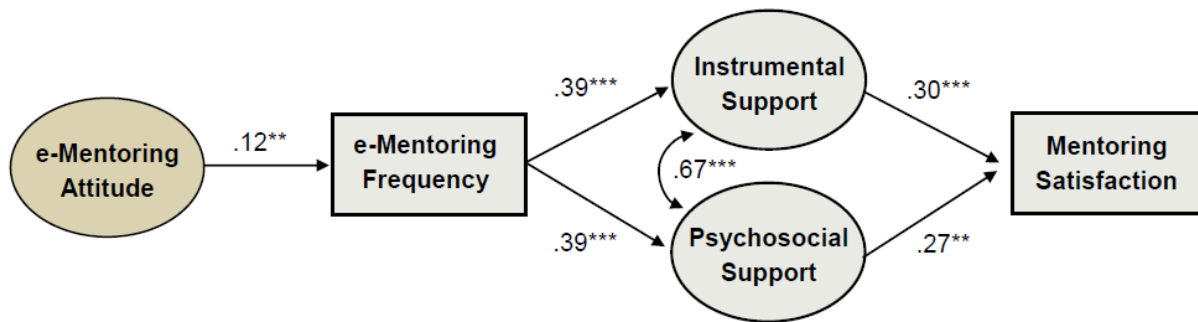 e-Mentoring
Attitude
.12**
e-Mentoring
Frequency
.39***
.39***
Instrumental
Support
.67***
Psychosocial
Support
.30***
.27**
Mentoring
Satisfaction